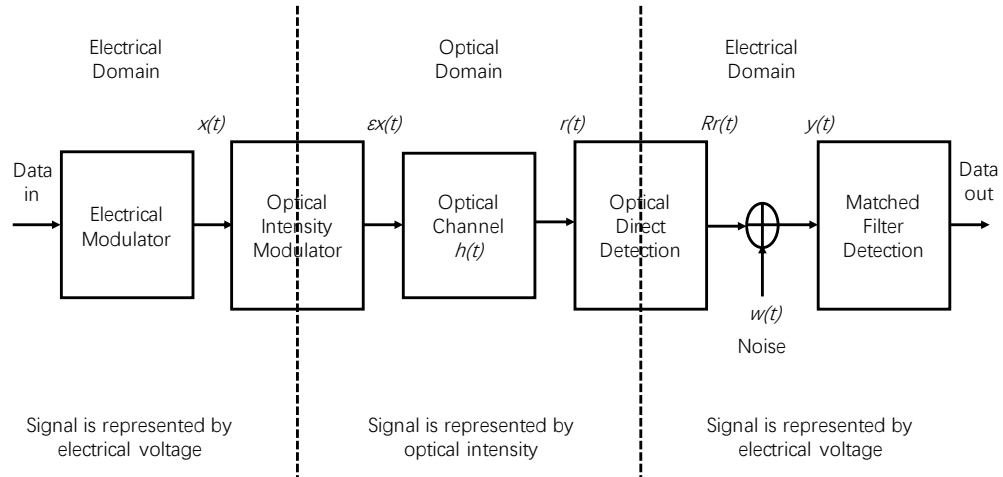 Electrical
Domain
Optical
Domain
Electrical
Domain
x(t)
εx(t)
r(t)
Rr(t)
y(t)
Data
in
Electrical
Modulator
Optical
Intensity
Modulator
Optical
Channel
h(t)
Optical
Direct
Detection
Matched
Filter
Detection
Data
out
w(t)
Noise
Signal is represented by
electrical voltage
Signal is represented by
optical intensity
Signal is represented by
electrical voltage